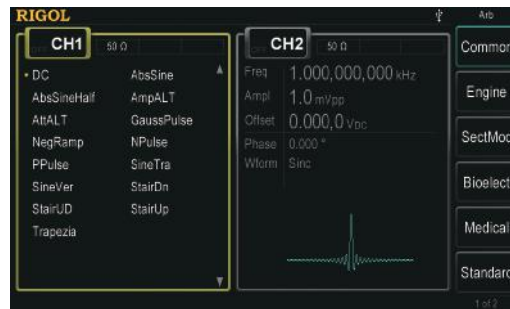 RIGOL
Arb
CH1
OFF
50 Ω
CH2
OFF
50 Ω
• DC AbsSine
AbsSineHalf AmpALT
AttALT GaussPulse
NegRamp NPulse
PPulse SineTra
SineVer StairDn
StairUD StairUp
Trapezia
Freq 1.000,000,000 kHz
Ampl 1.0 mVpp
Offset 0.000,0 VDC
Phase 0.000 °
Wform Sinc
Common
Engine
SectMod
Bioelect
Medical
Standard
1 of 2